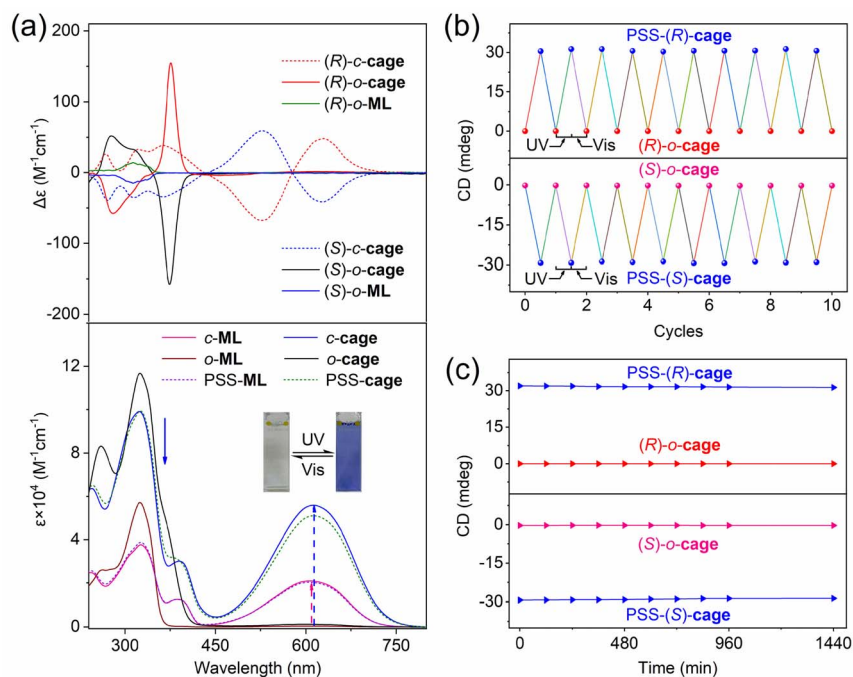 (a)
200
100
0
-100
-200
Δε (M⁻¹cm⁻¹)
(R)-c-cage
(R)-o-cage
(R)-o-ML
(S)-c-cage
(S)-o-cage
(S)-o-ML
12
8
4
0
ε×10⁴ (M⁻¹cm⁻¹)
c-ML
o-ML
PSS-ML
c-cage
o-cage
PSS-cage
UV
Vis
300 450 600 750
Wavelength (nm)
(b)
30
15
0
0
-15
-30
CD (mdeg)
PSS-(R)-cage
UV Vis
(R)-o-cage
(S)-o-cage
UV Vis
PSS-(S)-cage
0 2 4 6 8 10
Cycles
(c)
30
15
0
0
-15
-30
CD (mdeg)
PSS-(R)-cage
(R)-o-cage
(S)-o-cage
PSS-(S)-cage
0 480 960 1440
Time (min)